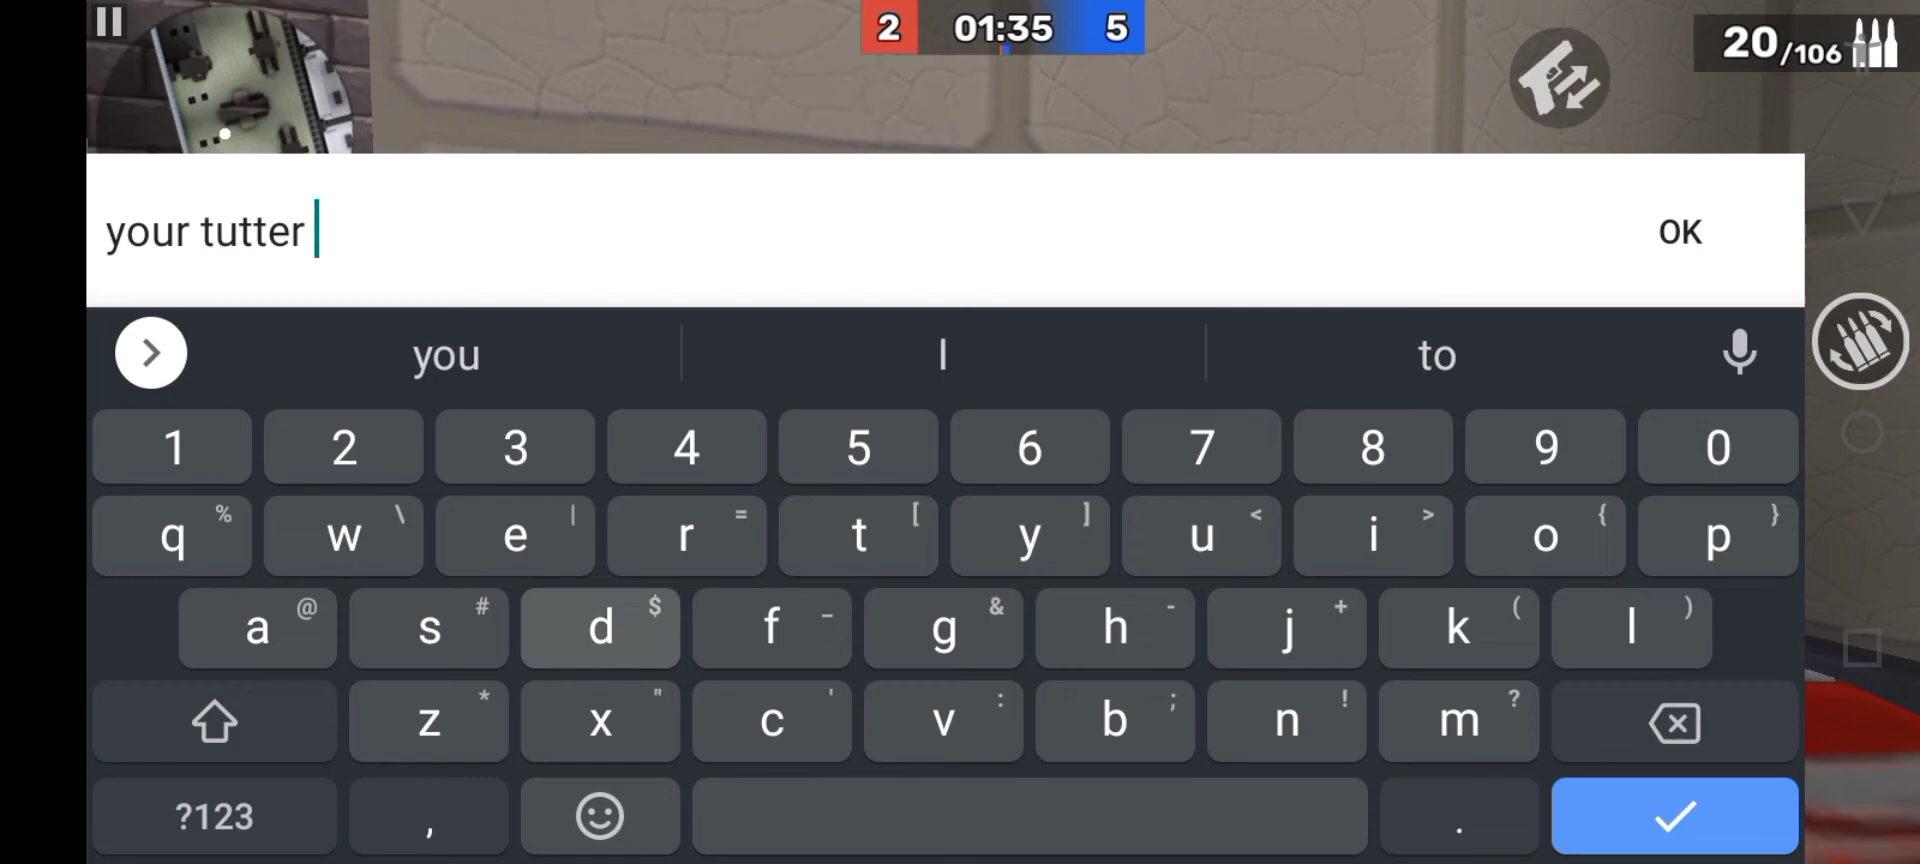 2 01:35 5
20/106
your tutter
OK
you I to
1 2 3 4 5 6 7 8 9 0
q % w \ e | r = t [ y ] u < i > o { p }
a @ s # d $ f _ g & h - j + k ( l )
z * x " c ' v : b ; n ! m ?
?123 , .